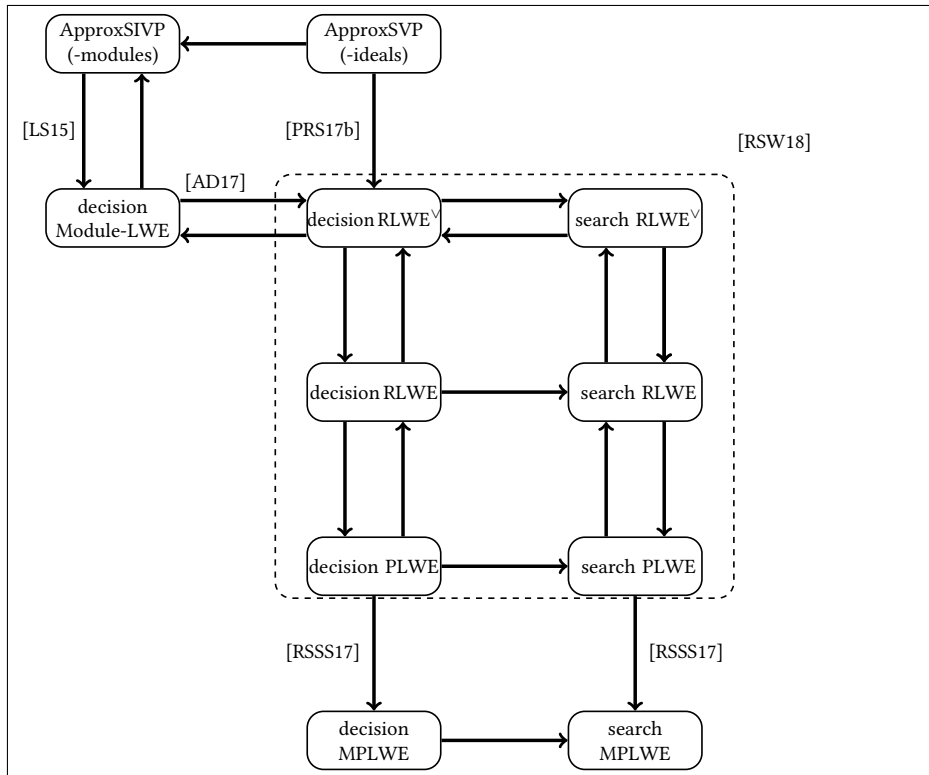 ApproxSIVP
(-modules)
ApproxSVP
(-ideals)
[LS15]
[PRS17b]
[RSW18]
[AD17]
decision
Module-LWE
decision RLWE∨
search RLWE∨
decision RLWE
search RLWE
decision PLWE
search PLWE
[RSSS17]
[RSSS17]
decision
MPLWE
search
MPLWE